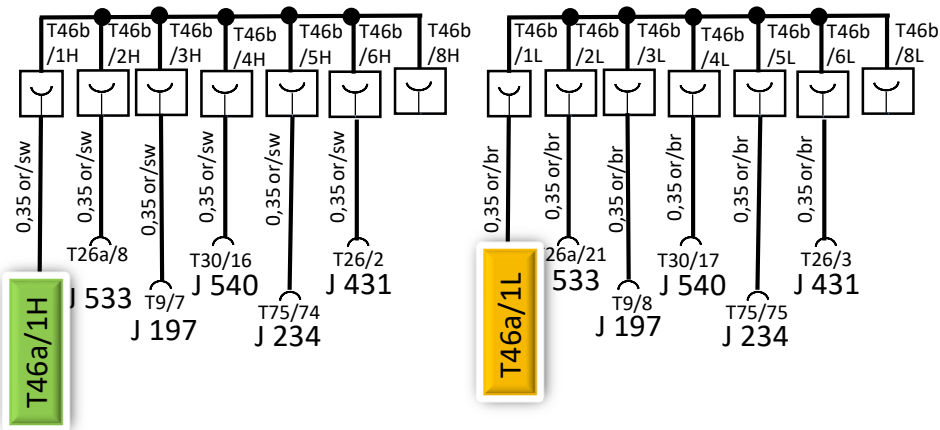 T46b
/1H
T46b
/2H
T46b
/3H
T46b
/4H
T46b
/5H
T46b
/6H
T46b
/8H
0,35 or/sw
0,35 or/sw
0,35 or/sw
0,35 or/sw
0,35 or/sw
0,35 or/sw
T46a/1H
T26a/8
J 533
T9/7
J 197
T30/16
J 540
T75/74
J 234
T26/2
J 431
T46b
/1L
T46b
/2L
T46b
/3L
T46b
/4L
T46b
/5L
T46b
/6L
T46b
/8L
0,35 or/br
0,35 or/br
0,35 or/br
0,35 or/br
0,35 or/br
0,35 or/br
T46a/1L
26a/21
533
T9/8
J 197
T30/17
J 540
T75/75
J 234
T26/3
J 431